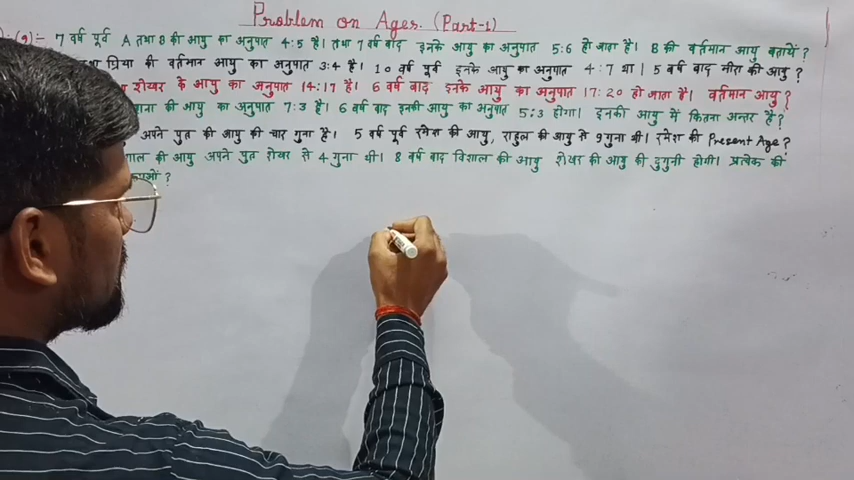 Problem on Ages. (Part-1)
(१):- 7 वर्ष पूर्व A तथा B की आयु का अनुपात 4:5 है। तथा 7 वर्ष बाद इनके आयु का अनुपात 5:6 हो जाता है। B की वर्तमान आयु बतायें?
प्रिया की वर्तमान आयु का अनुपात 3:4 है। 10 वर्ष पूर्व इनके आयु का अनुपात 4:7 था। 5 वर्ष बाद मीरा की आयु?
शेखर के आयु का अनुपात 14:17 है। 6 वर्ष बाद इनके आयु का अनुपात 17:20 हो जाता है। वर्तमान आयु?
की आयु का अनुपात 7:3 है। 6 वर्ष बाद इनकी आयु का अनुपात 5:3 होगा। इनकी आयु में कितना अन्तर है?
अपने पुत्र की आयु की चार गुना है। 5 वर्ष पूर्व रमेश की आयु, राहुल की आयु से 9 गुना थी। रमेश की Present Age?
की आयु अपने पुत्र शेखर से 4 गुना थी। 8 वर्ष बाद विशाल की आयु शेखर की आयु की दुगुनी होगी। प्रत्येक की